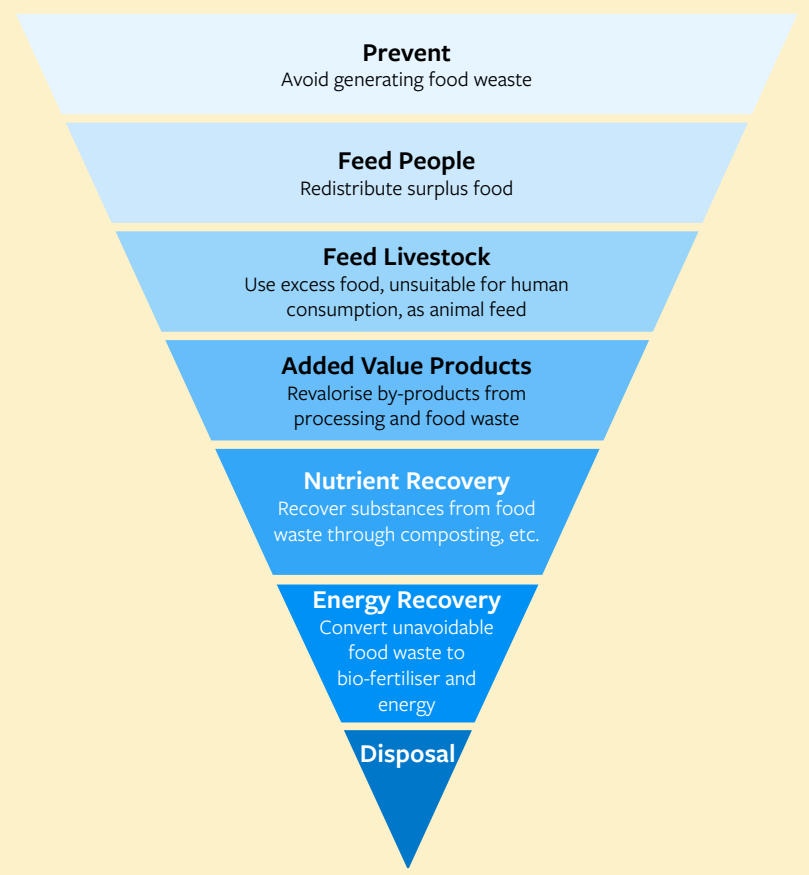 Prevent
Avoid generating food weaste
Feed People
Redistribute surplus food
Feed Livestock
Use excess food, unsuitable for human
consumption, as animal feed
Added Value Products
Revalorise by-products from
processing and food waste
Nutrient Recovery
Recover substances from food
waste through composting, etc.
Energy Recovery
Convert unavoidable
food waste to
bio-fertiliser and
energy
Disposal